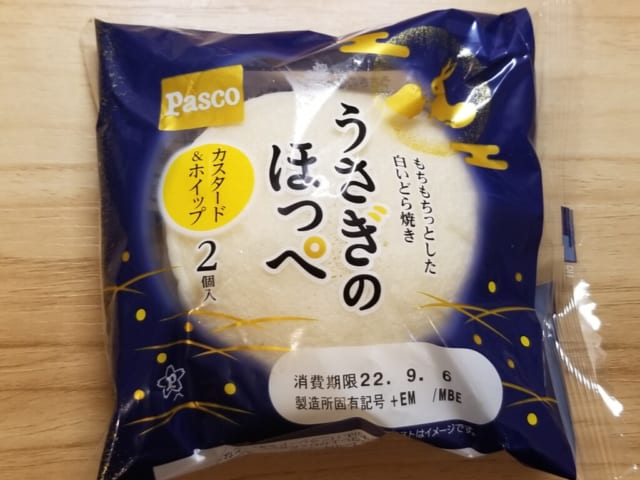 Pasco
うさぎの
ほっぺ
もちもちっとした
白いどら焼き
カスタード
&ホイップ
2個入
消費期限22. 9. 6
製造所固有記号 +EM /MBE
トはイメージです。